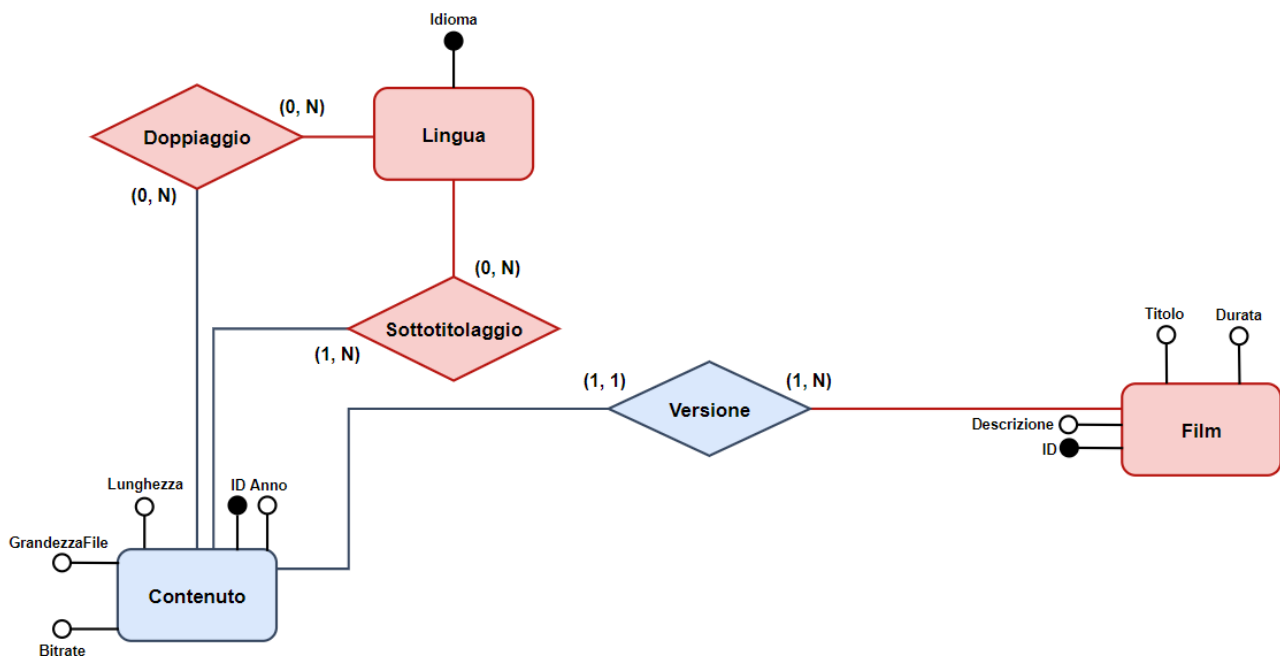 Idioma
(0, N)
Doppiaggio
Lingua
(0, N)
(0, N)
Sottotitolaggio
(1, N)
Titolo
Durata
(1, 1)
(1, N)
Versione
Descrizione
Film
ID
Lunghezza
ID Anno
GrandezzaFile
Contenuto
Bitrate